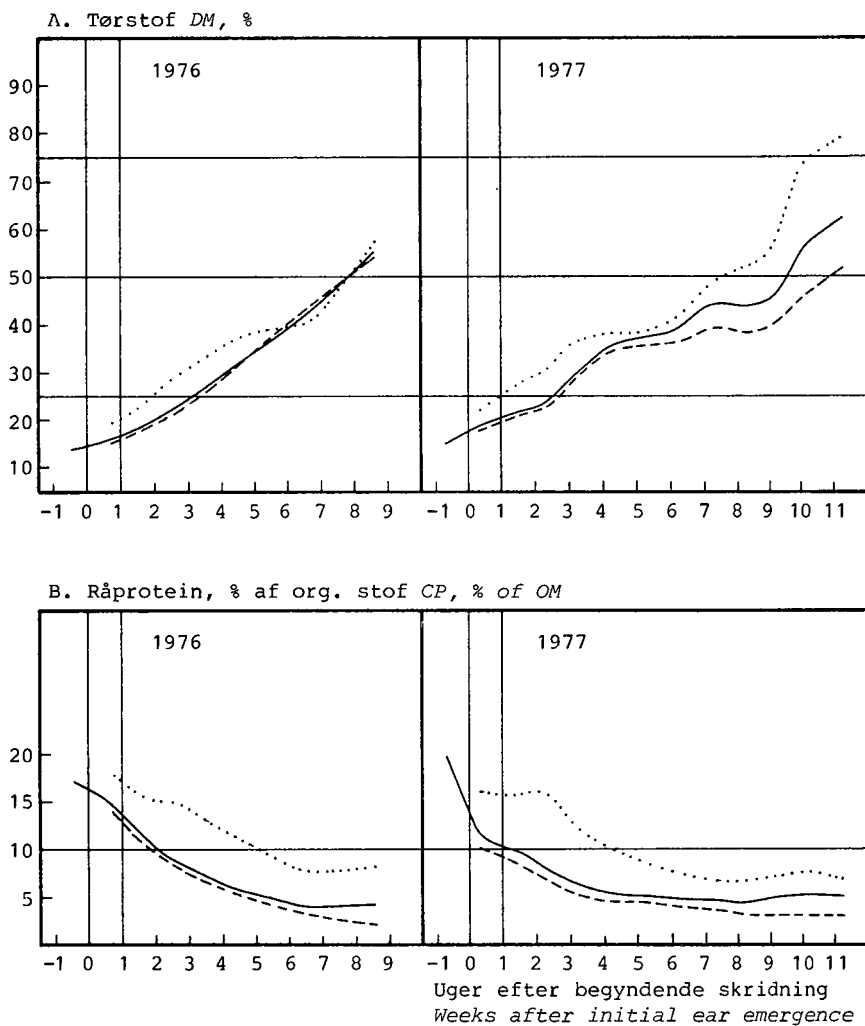 A. Tørstof DM, %
1976
1977
90
80
70
60
50
40
30
20
10
-1 0 1 2 3 4 5 6 7 8 9
-1 0 1 2 3 4 5 6 7 8 9 10 11
B. Råprotein, % af org. stof CP, % of OM
1976
1977
20
15
10
5
-1 0 1 2 3 4 5 6 7 8 9
-1 0 1 2 3 4 5 6 7 8 9 10 11
Uger efter begyndende skridning
Weeks after initial ear emergence